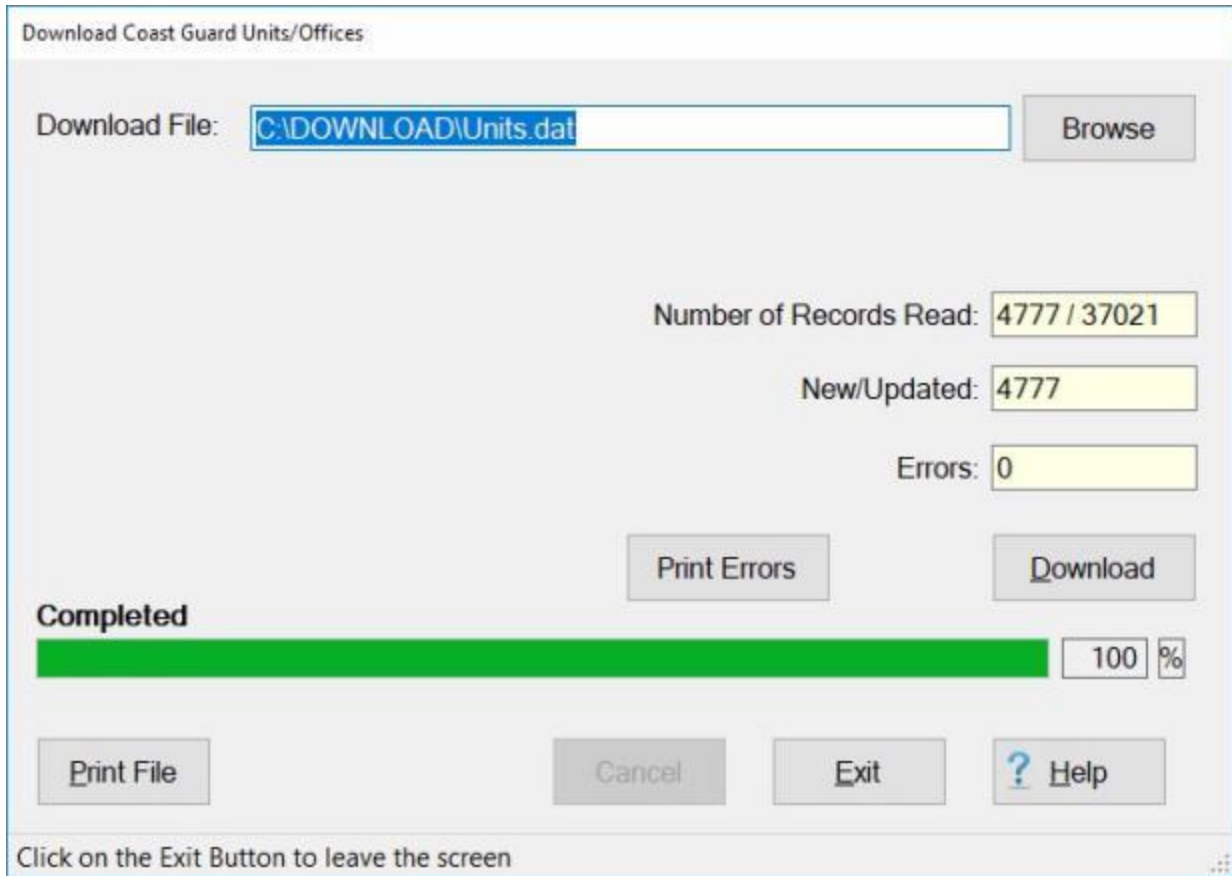 Download Coast Guard Units/Offices
Download File: C:\DOWNLOAD\Units.dat Browse
Number of Records Read: 4777 / 37021
New/Updated: 4777
Errors: 0
Print Errors Download
Completed
100 %
Print File Cancel Exit ? Help
Click on the Exit Button to leave the screen